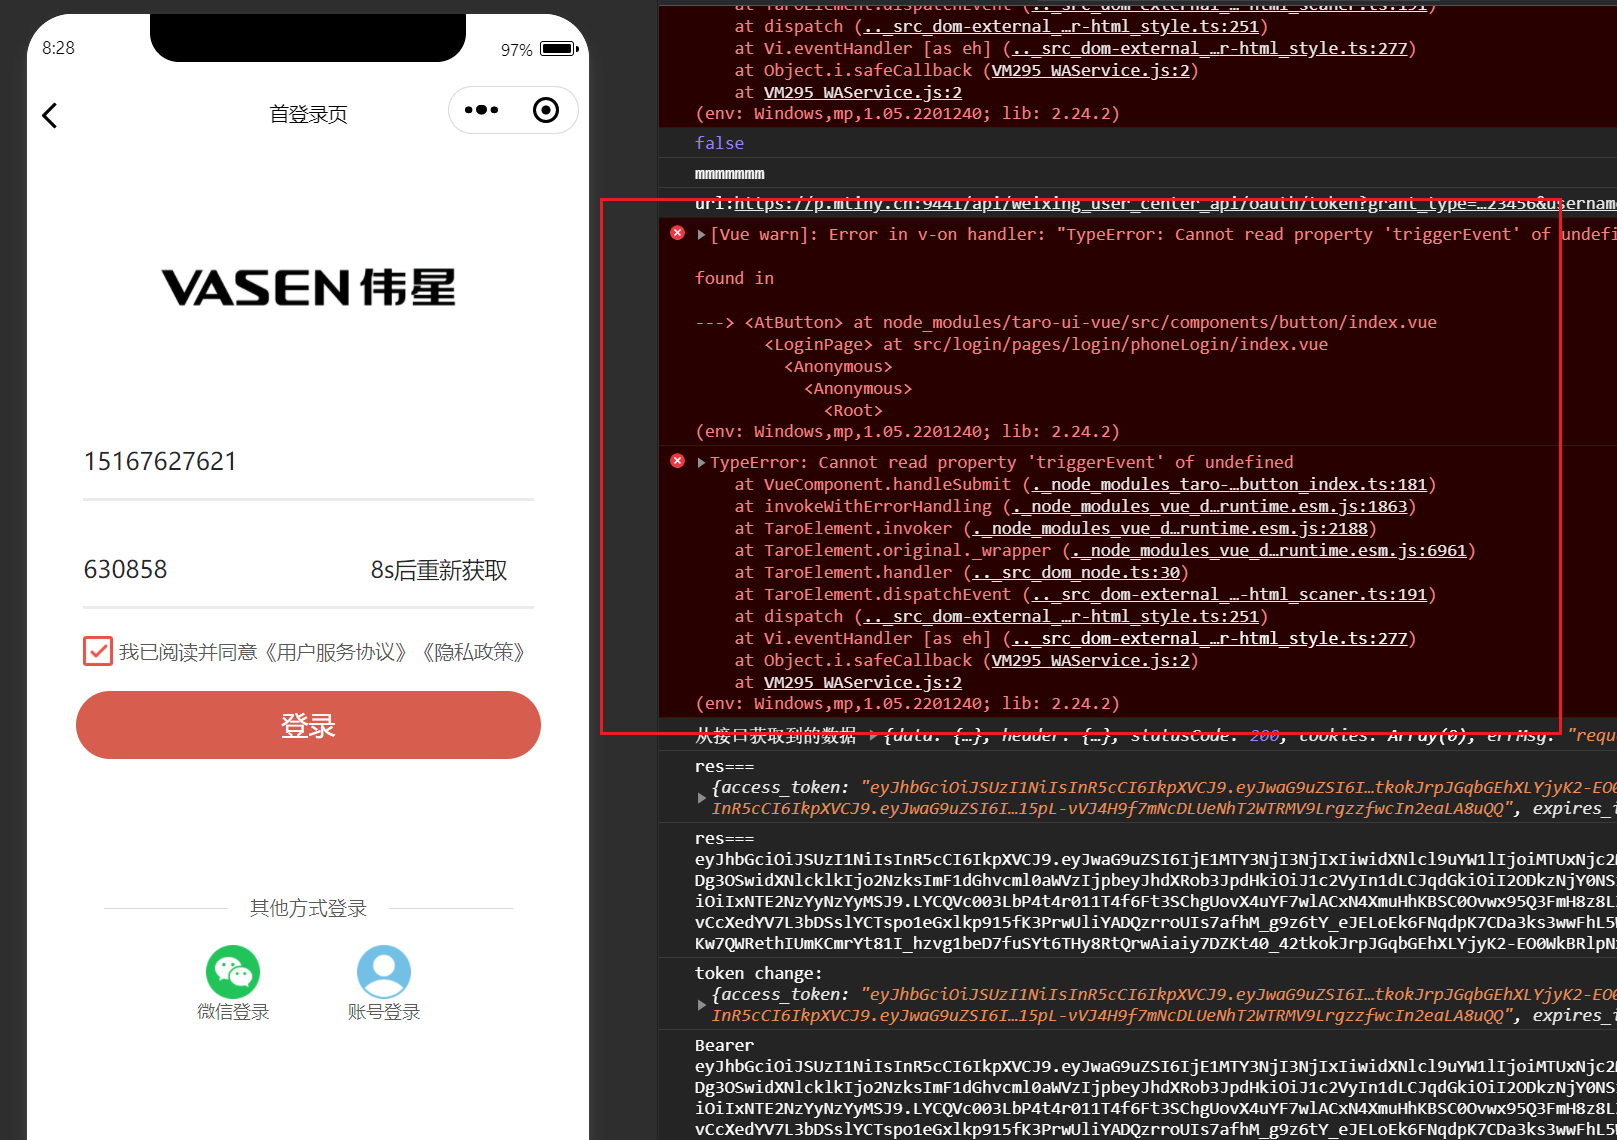 8:28
97%
首登录页
VASEN 伟星
15167627621
630858
8s后重新获取
我已阅读并同意《用户服务协议》《隐私政策》
登录
其他方式登录
微信登录
账号登录
at TaroElement.dispatchEvent (.._src_dom-external_…-html_scaner.ts:191)
at dispatch (.._src_dom-external_…r-html_style.ts:251)
at Vi.eventHandler [as eh] (.._src_dom-external_…r-html_style.ts:277)
at Object.i.safeCallback (VM295 WAService.js:2)
at VM295 WAService.js:2
(env: Windows,mp,1.05.2201240; lib: 2.24.2)
false
mmmmmmm
url:https://p.mtiny.cn:9441/api/weixing_user_center_api/oauth/token?grant_type=…23456&usernam
[Vue warn]: Error in v-on handler: "TypeError: Cannot read property 'triggerEvent' of undefi
found in
---> <AtButton> at node_modules/taro-ui-vue/src/components/button/index.vue
<LoginPage> at src/login/pages/login/phoneLogin/index.vue
<Anonymous>
<Anonymous>
<Root>
(env: Windows,mp,1.05.2201240; lib: 2.24.2)
TypeError: Cannot read property 'triggerEvent' of undefined
at VueComponent.handleSubmit (._node_modules_taro-…button_index.ts:181)
at invokeWithErrorHandling (._node_modules_vue_d…runtime.esm.js:1863)
at TaroElement.invoker (._node_modules_vue_d…runtime.esm.js:2188)
at TaroElement.original._wrapper (._node_modules_vue_d…runtime.esm.js:6961)
at TaroElement.handler (.._src_dom_node.ts:30)
at TaroElement.dispatchEvent (.._src_dom-external_…-html_scaner.ts:191)
at dispatch (.._src_dom-external_…r-html_style.ts:251)
at Vi.eventHandler [as eh] (.._src_dom-external_…r-html_style.ts:277)
at Object.i.safeCallback (VM295 WAService.js:2)
at VM295 WAService.js:2
(env: Windows,mp,1.05.2201240; lib: 2.24.2)
从接口获取到的数据 {data: {…}, header: {…}, statusCode: 200, cookies: Array(0), errMsg: "requ
res===
{access_token: "eyJhbGciOiJSUzI1NiIsInR5cCI6IkpXVCJ9.eyJwaG9uZSI6I…tkokJrpJGqbGEhXLYjyK2-EO0
InR5cCI6IkpXVCJ9.eyJwaG9uZSI6I…15pL-vVJ4H9f7mNcDLUeNhT2WTRMV9LrgzzfwcIn2eaLA8uQQ", expires_i
res===
eyJhbGciOiJSUzI1NiIsInR5cCI6IkpXVCJ9.eyJwaG9uZSI6IjE1MTY3NjI3NjIxIiwidXNlcl9uYW1lIjoiMTUxNjc2M
Dg3OSwidXNlcklkIjo2NzksImF1dGhvcml0aWVzIjpbeyJhdXRob3JpdHkiOiJ1c2VyIn1dLCJqdGkiOiI2ODkzNjY0NS
iOiIxNTE2NzYyNzYyMSJ9.LYCQVc003LbP4t4r011T4f6Ft3SChgUovX4uYF7wlACxN4XmuHhKBSC0Ovwx95Q3FmH8z8L
vCcXedYV7L3bDSslYCTspo1eGxlkp915fK3PrwUliYADQzrroUIs7afhM_g9z6tY_eJELoEk6FNqdpK7CDa3ks3wwFhL5
Kw7QWRethIUmKCmrYt81I_hzvg1beD7fuSYt6THy8RtQrwAiaiy7DZKt40_42tkokJrpJGqbGEhXLYjyK2-EO0WkBRlpN
token change:
{access_token: "eyJhbGciOiJSUzI1NiIsInR5cCI6IkpXVCJ9.eyJwaG9uZSI6I…tkokJrpJGqbGEhXLYjyK2-EO0
InR5cCI6IkpXVCJ9.eyJwaG9uZSI6I…15pL-vVJ4H9f7mNcDLUeNhT2WTRMV9LrgzzfwcIn2eaLA8uQQ", expires_i
Bearer
eyJhbGciOiJSUzI1NiIsInR5cCI6IkpXVCJ9.eyJwaG9uZSI6IjE1MTY3NjI3NjIxIiwidXNlcl9uYW1lIjoiMTUxNjc2M
Dg3OSwidXNlcklkIjo2NzksImF1dGhvcml0aWVzIjpbeyJhdXRob3JpdHkiOiJ1c2VyIn1dLCJqdGkiOiI2ODkzNjY0NS
iOiIxNTE2NzYyNzYyMSJ9.LYCQVc003LbP4t4r011T4f6Ft3SChgUovX4uYF7wlACxN4XmuHhKBSC0Ovwx95Q3FmH8z8L
vCcXedYV7L3bDSslYCTspo1eGxlkp915fK3PrwUliYADQzrroUIs7afhM_g9z6tY_eJELoEk6FNqdpK7CDa3ks3wwFhL5